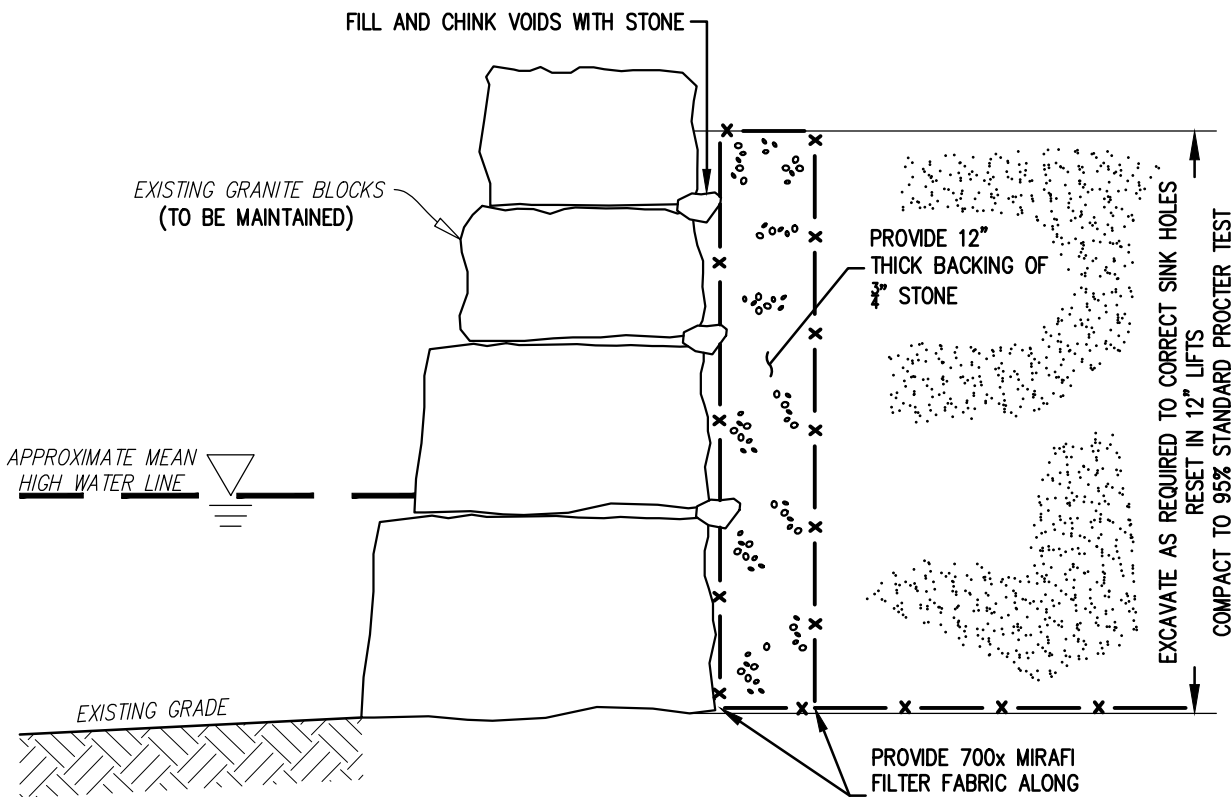 FILL AND CHINK VOIDS WITH STONE
EXISTING GRANITE BLOCKS
(TO BE MAINTAINED)
PROVIDE 12"
THICK BACKING OF
3/4" STONE
APPROXIMATE MEAN
HIGH WATER LINE
EXCAVATE AS REQUIRED TO CORRECT SINK HOLES
RESET IN 12" LIFTS
COMPACT TO 95% STANDARD PROCTER TEST
EXISTING GRADE
PROVIDE 700x MIRAFI
FILTER FABRIC ALONG